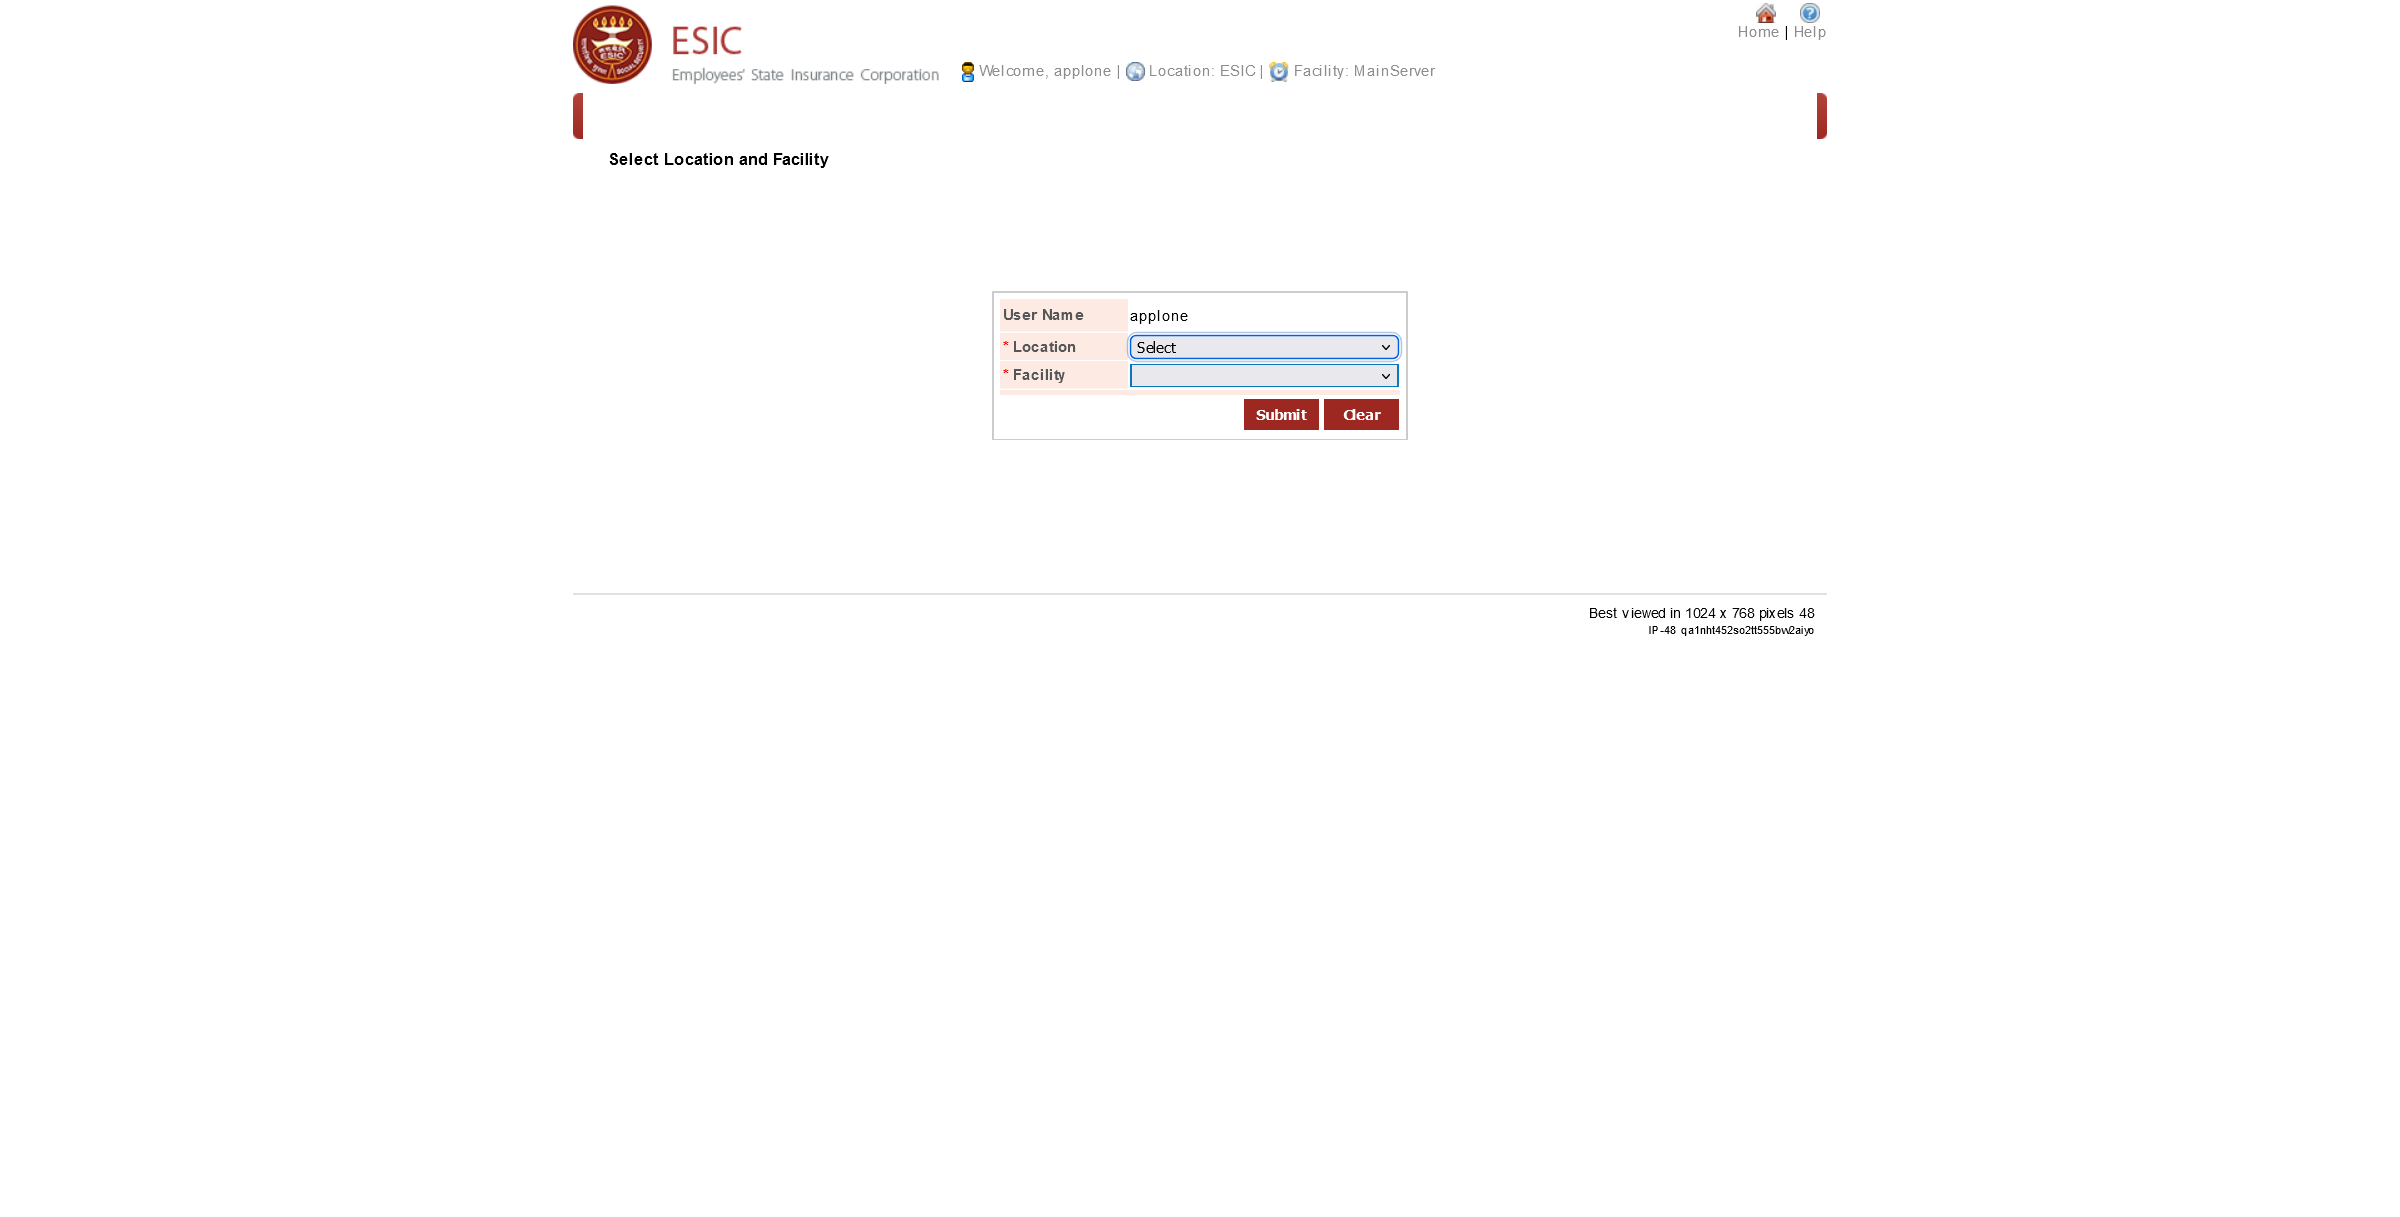 Home | Help
ESIC
Employees' State Insurance Corporation
Welcome, applone | Location: ESIC | Facility: MainServer
Select Location and Facility
User Name applone
* Location Select
* Facility
Submit Clear
Best viewed in 1024 x 768 pixels 48
IP-48 qa1nht452so2tt555bw2aiyo